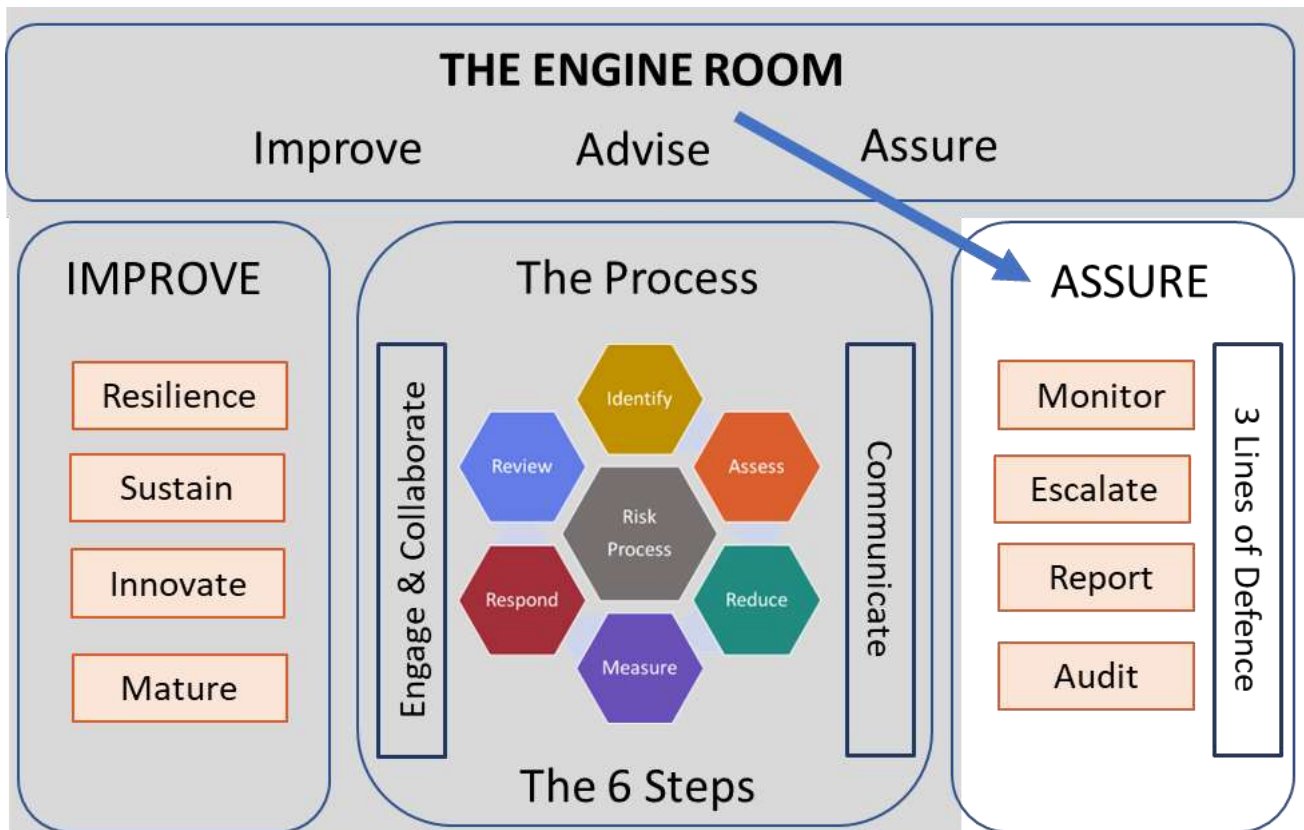 THE ENGINE ROOM
Improve Advise Assure
IMPROVE
Resilience
Sustain
Innovate
Mature
The Process
Engage & Collaborate
Identify
Assess
Reduce
Measure
Respond
Review
Risk
Process
Communicate
The 6 Steps
ASSURE
Monitor
Escalate
Report
Audit
3 Lines of Defence